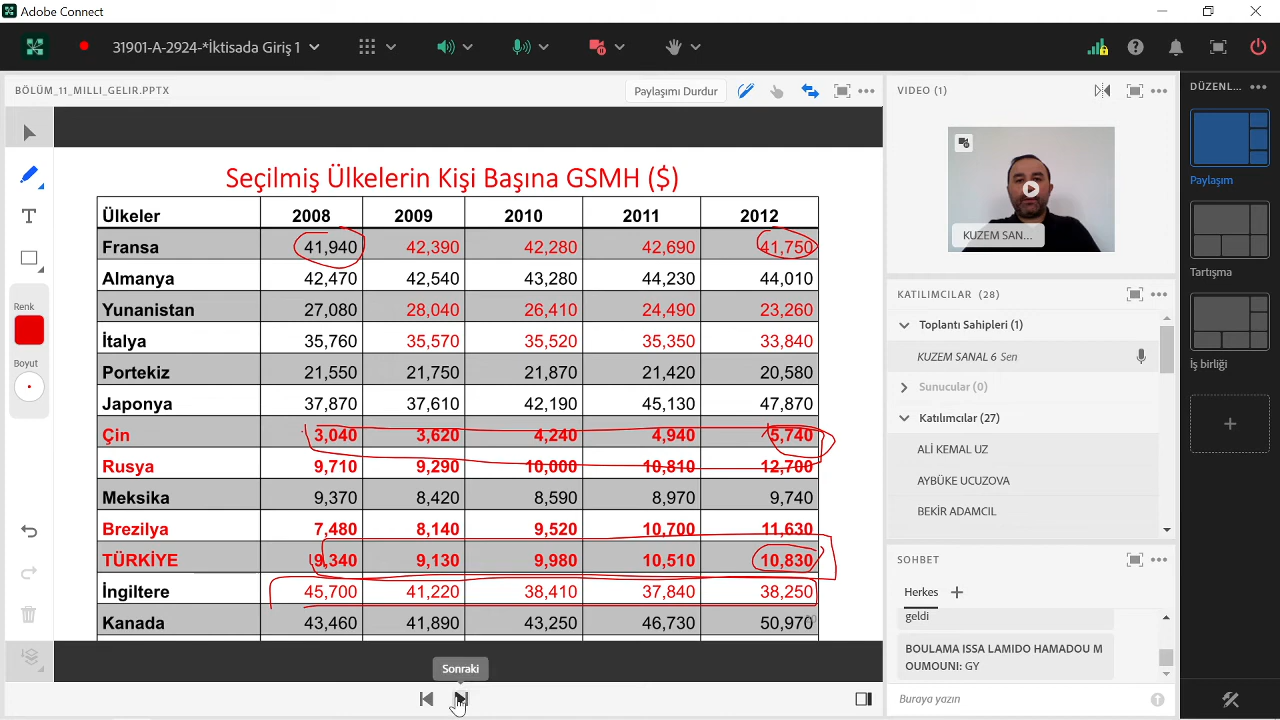 Adobe Connect
31901-A-2924-*İktisada Giriş 1
BÖLÜM_11_MILLI_GELIR.PPTX
Paylaşımı Durdur
Renk
Boyut
Seçilmiş Ülkelerin Kişi Başına GSMH ($)
Ülkeler 2008 2009 2010 2011 2012
Fransa 41,940 42,390 42,280 42,690 41,750
Almanya 42,470 42,540 43,280 44,230 44,010
Yunanistan 27,080 28,040 26,410 24,490 23,260
İtalya 35,760 35,570 35,520 35,350 33,840
Portekiz 21,550 21,750 21,870 21,420 20,580
Japonya 37,870 37,610 42,190 45,130 47,870
Çin 3,040 3,620 4,240 4,940 5,740
Rusya 9,710 9,290 10,000 10,810 12,700
Meksika 9,370 8,420 8,590 8,970 9,740
Brezilya 7,480 8,140 9,520 10,700 11,630
TÜRKİYE 9,340 9,130 9,980 10,510 10,830
İngiltere 45,700 41,220 38,410 37,840 38,250
Kanada 43,460 41,890 43,250 46,730 50,970
Sonraki
VIDEO (1)
KUZEM SAN...
KATILIMCILAR (28)
Toplantı Sahipleri (1)
KUZEM SANAL 6 Sen
Sunucular (0)
Katılımcılar (27)
ALİ KEMAL UZ
AYBÜKE UCUZOVA
BEKİR ADAMCIL
SOHBET
Herkes
geldi
BOULAMA ISSA LAMIDO HAMADOU M
OUMOUNI: GY
Buraya yazın
DÜZENL...
Paylaşım
Tartışma
İş birliği